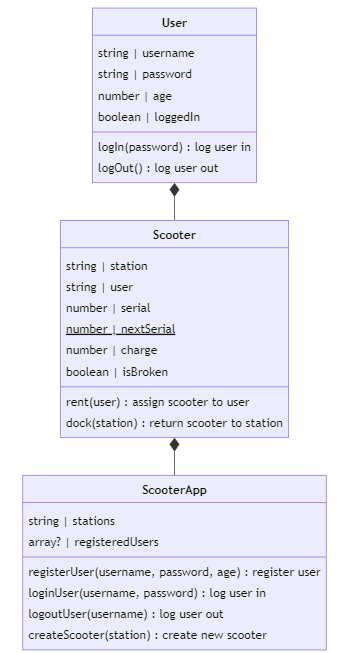 User
string | username
string | password
number | age
boolean | loggedIn
logIn(password) : log user in
logOut() : log user out
Scooter
string | station
string | user
number | serial
number | nextSerial
number | charge
boolean | isBroken
rent(user) : assign scooter to user
dock(station) : return scooter to station
ScooterApp
string | stations
array? | registeredUsers
registerUser(username, password, age) : register user
loginUser(username, password) : log user in
logoutUser(username) : log user out
createScooter(station) : create new scooter